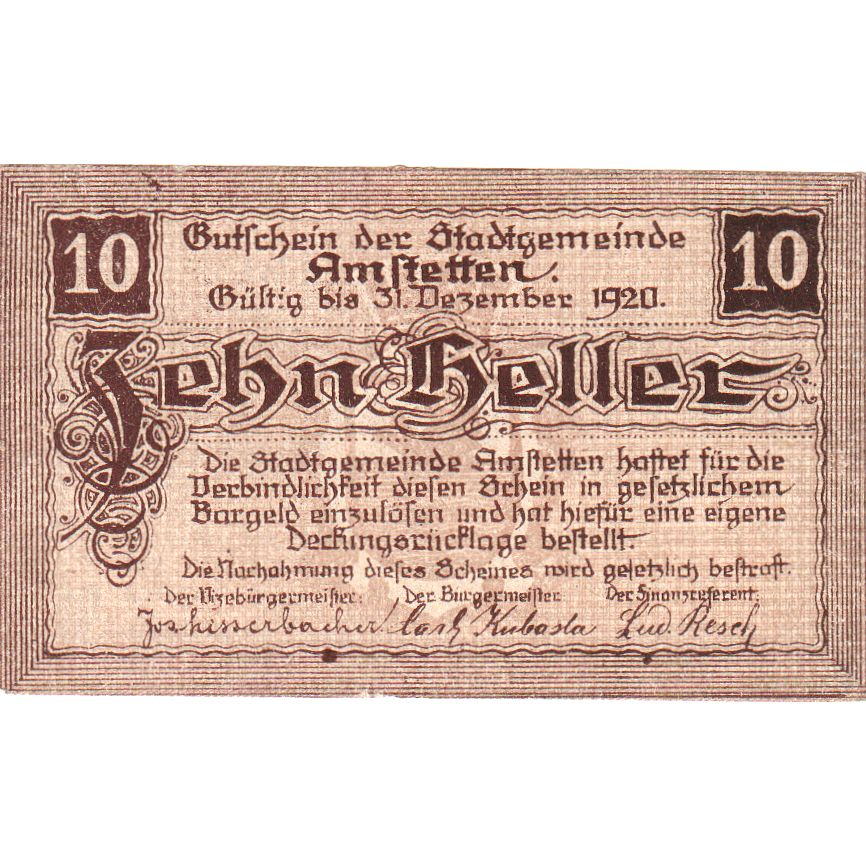 10 Gutschein der Stadtgemeinde 10
Amstetten.
Gültig bis 31. Dezember 1920.
Zehn Heller
Die Stadtgemeinde Amstetten haftet für die
Verbindlichkeit diesen Schein in gesetzlichem
Bargeld einzulösen und hat hiefür eine eigene
Deckungsrücklage bestellt.
Die Nachahmung dieses Scheines wird gesetzlich bestraft.
Der Vizebürgermeister: Der Bürgermeister Der Finanzreferent:
Jos. Carl Kubasta Lud. Resch